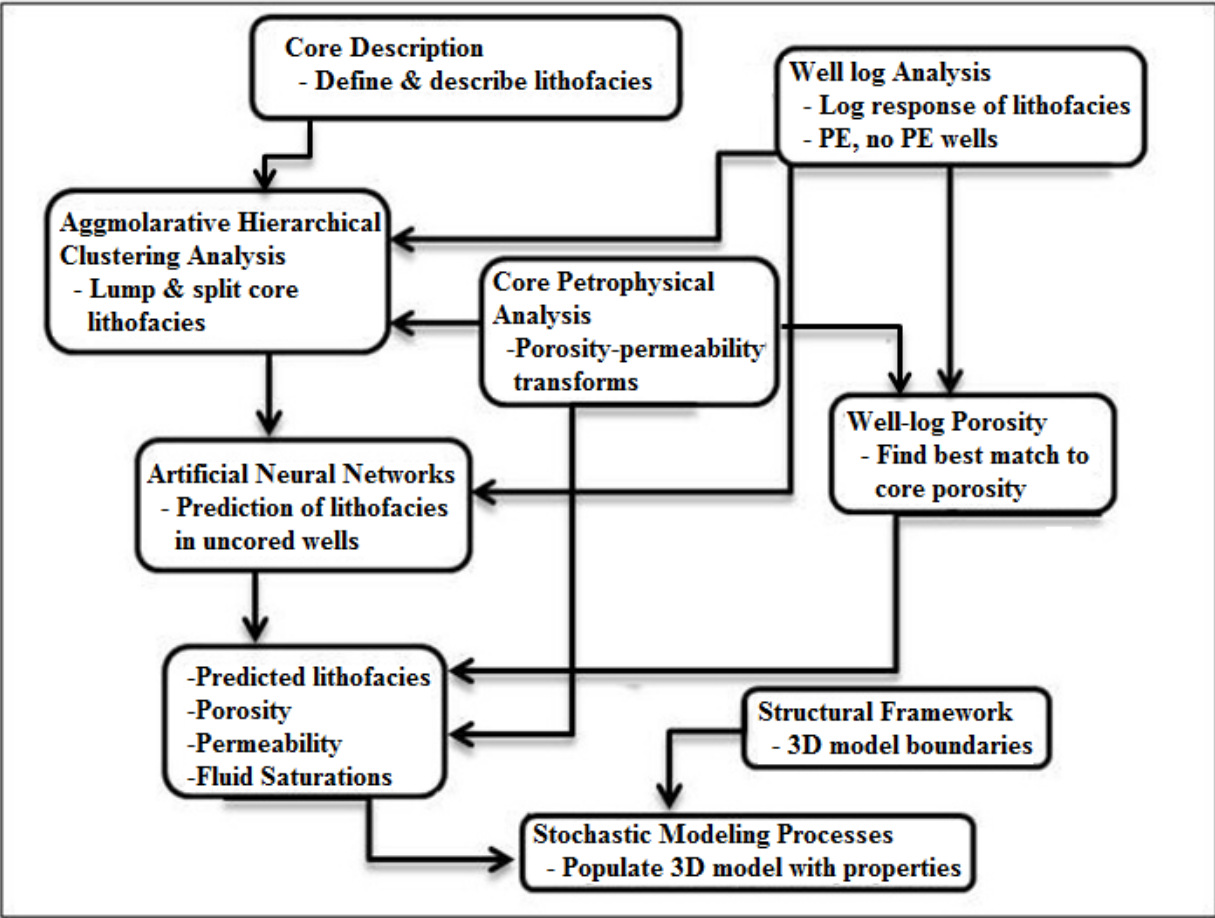 Core Description
- Define & describe lithofacies
Well log Analysis
- Log response of lithofacies
- PE, no PE wells
Aggmolarative Hierarchical
Clustering Analysis
- Lump & split core
lithofacies
Core Petrophysical
Analysis
-Porosity-permeability
transforms
Well-log Porosity
- Find best match to
core porosity
Artificial Neural Networks
- Prediction of lithofacies
in uncored wells
-Predicted lithofacies
-Porosity
-Permeability
-Fluid Saturations
Structural Framework
- 3D model boundaries
Stochastic Modeling Processes
- Populate 3D model with properties